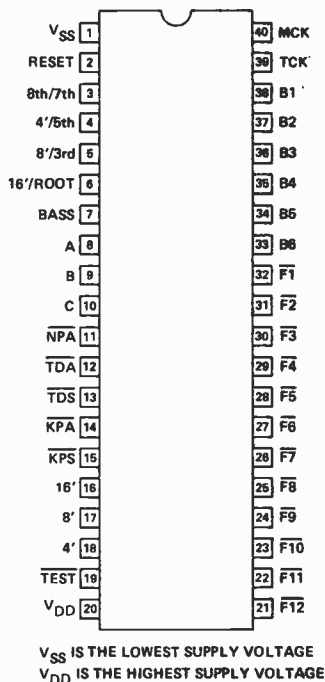 VSS 1 40 MCK
RESET 2 39 TCK
8th/7th 3 38 B1
4'/5th 4 37 B2
8'/3rd 5 36 B3
16'/ROOT 6 35 B4
BASS 7 34 B5
A 8 33 B6
B 9 32 F1
C 10 31 F2
NPA 11 30 F3
TDA 12 29 F4
TDS 13 28 F5
KPA 14 27 F6
KPS 15 26 F7
16' 16 25 F8
8' 17 24 F9
4' 18 23 F10
TEST 19 22 F11
VDD 20 21 F12
VSS IS THE LOWEST SUPPLY VOLTAGE
VDD IS THE HIGHEST SUPPLY VOLTAGE